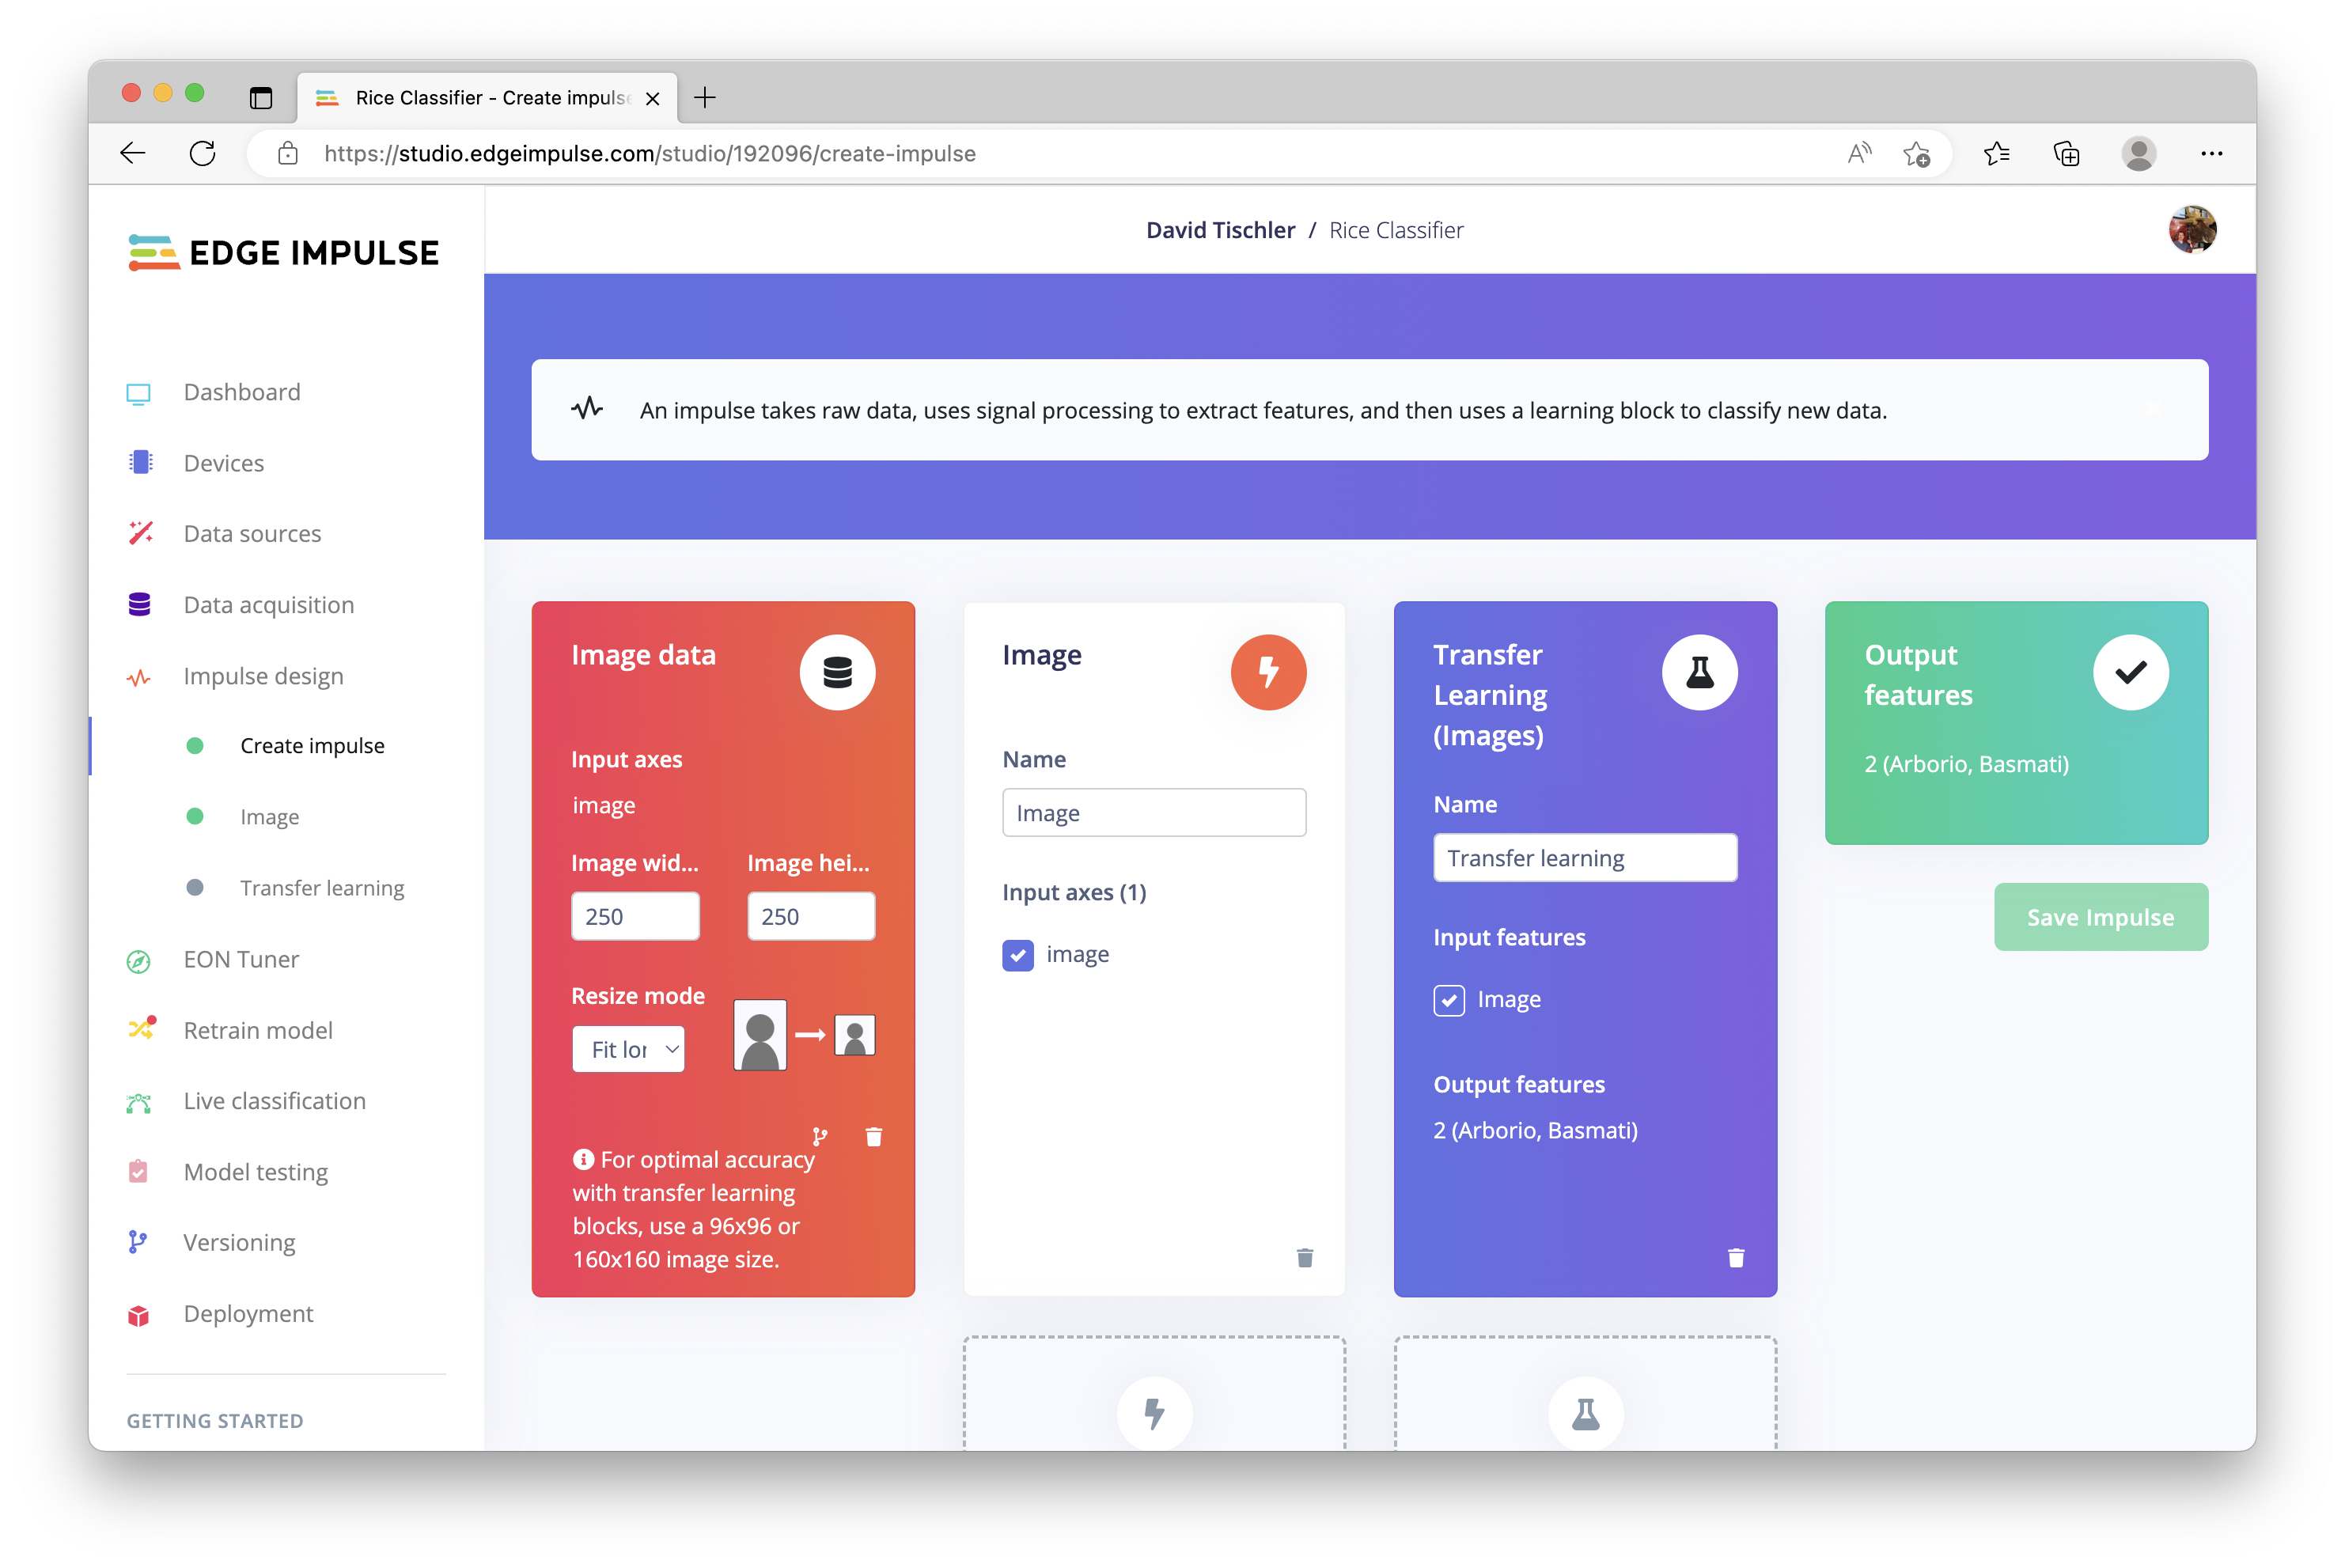 Rice Classifier - Create impulse
https://studio.edgeimpulse.com/studio/192096/create-impulse
EDGE IMPULSE
David Tischler / Rice Classifier
An impulse takes raw data, uses signal processing to extract features, and then uses a learning block to classify new data.
Dashboard
Devices
Data sources
Data acquisition
Impulse design
Create impulse
Image
Transfer learning
EON Tuner
Retrain model
Live classification
Model testing
Versioning
Deployment
GETTING STARTED
Image data
Input axes
image
Image wid... Image hei...
250 250
Resize mode
Fit lor
For optimal accuracy
with transfer learning
blocks, use a 96x96 or
160x160 image size.
Image
Name
Image
Input axes (1)
image
Transfer
Learning
(Images)
Name
Transfer learning
Input features
Image
Output features
2 (Arborio, Basmati)
Output
features
2 (Arborio, Basmati)
Save Impulse